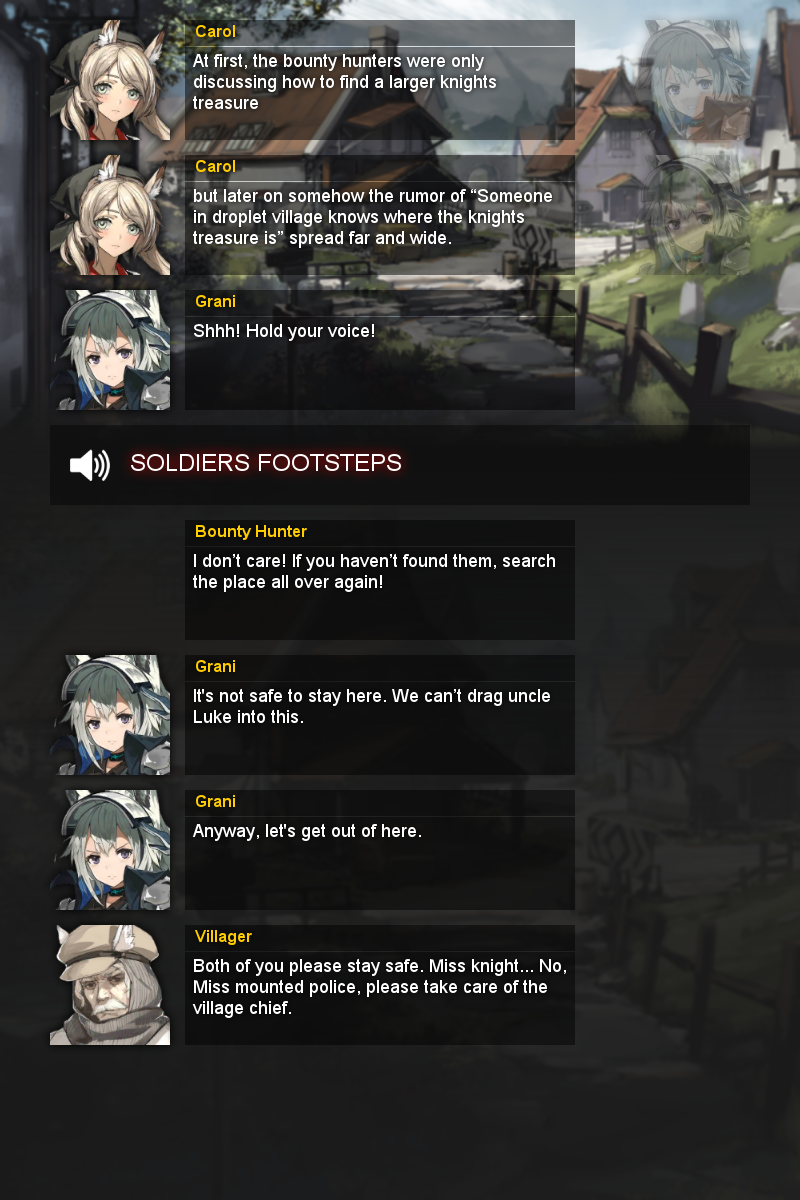 Carol
At first, the bounty hunters were only
discussing how to find a larger knights
treasure
Carol
but later on somehow the rumor of “Someone
in droplet village knows where the knights
treasure is” spread far and wide.
Grani
Shhh! Hold your voice!
SOLDIERS FOOTSTEPS
Bounty Hunter
I don’t care! If you haven’t found them, search
the place all over again!
Grani
It's not safe to stay here. We can’t drag uncle
Luke into this.
Grani
Anyway, let's get out of here.
Villager
Both of you please stay safe. Miss knight... No,
Miss mounted police, please take care of the
village chief.